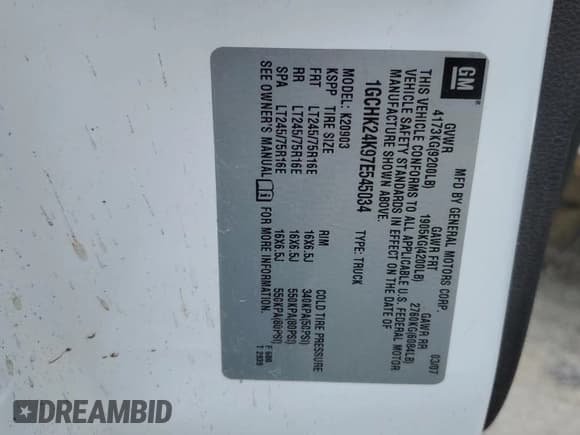 GM
MFD BY GENERAL MOTORS CORP.
03/07
GVWR GAWR FRT GAWR RR
4173KG(9200LB) 1905KG(4200LB) 2760KG(6084LB)
THIS VEHICLE CONFORMS TO ALL APPLICABLE U.S. FEDERAL MOTOR
VEHICLE SAFETY STANDARDS IN EFFECT ON THE DATE OF
MANUFACTURE SHOWN ABOVE.
1GCHK24K97E545034 TYPE: TRUCK
MODEL: K20903
KSPP TIRE SIZE RIM COLD TIRE PRESSURE
FRT LT245/75R16E 16X6.5J 340KPA(50PSI)
RR LT245/75R16E 16X6.5J 550KPA(80PSI)
SPA LT245/75R16E 16X6.5J 550KPA(80PSI)
SEE OWNER'S MANUAL FOR MORE INFORMATION.
DREAMBID